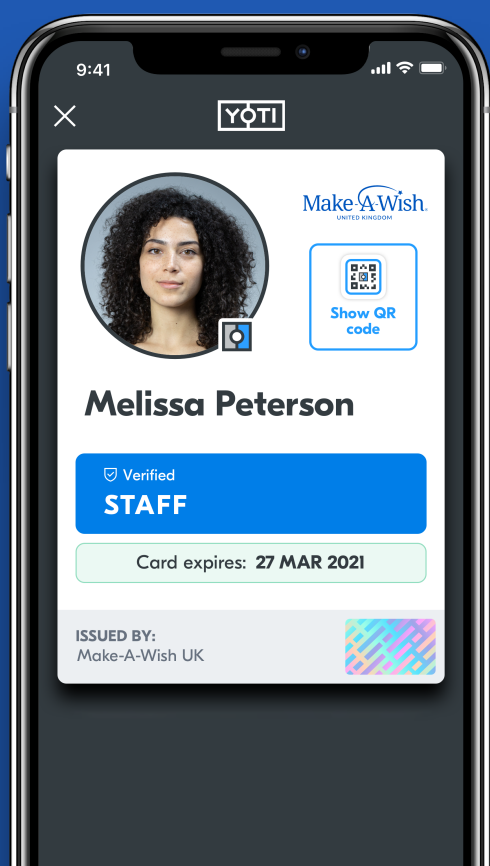 9:41
YOTI
Make-A-Wish®
UNITED KINGDOM
Show QR
code
Melissa Peterson
Verified
STAFF
Card expires: 27 MAR 2021
ISSUED BY:
Make-A-Wish UK